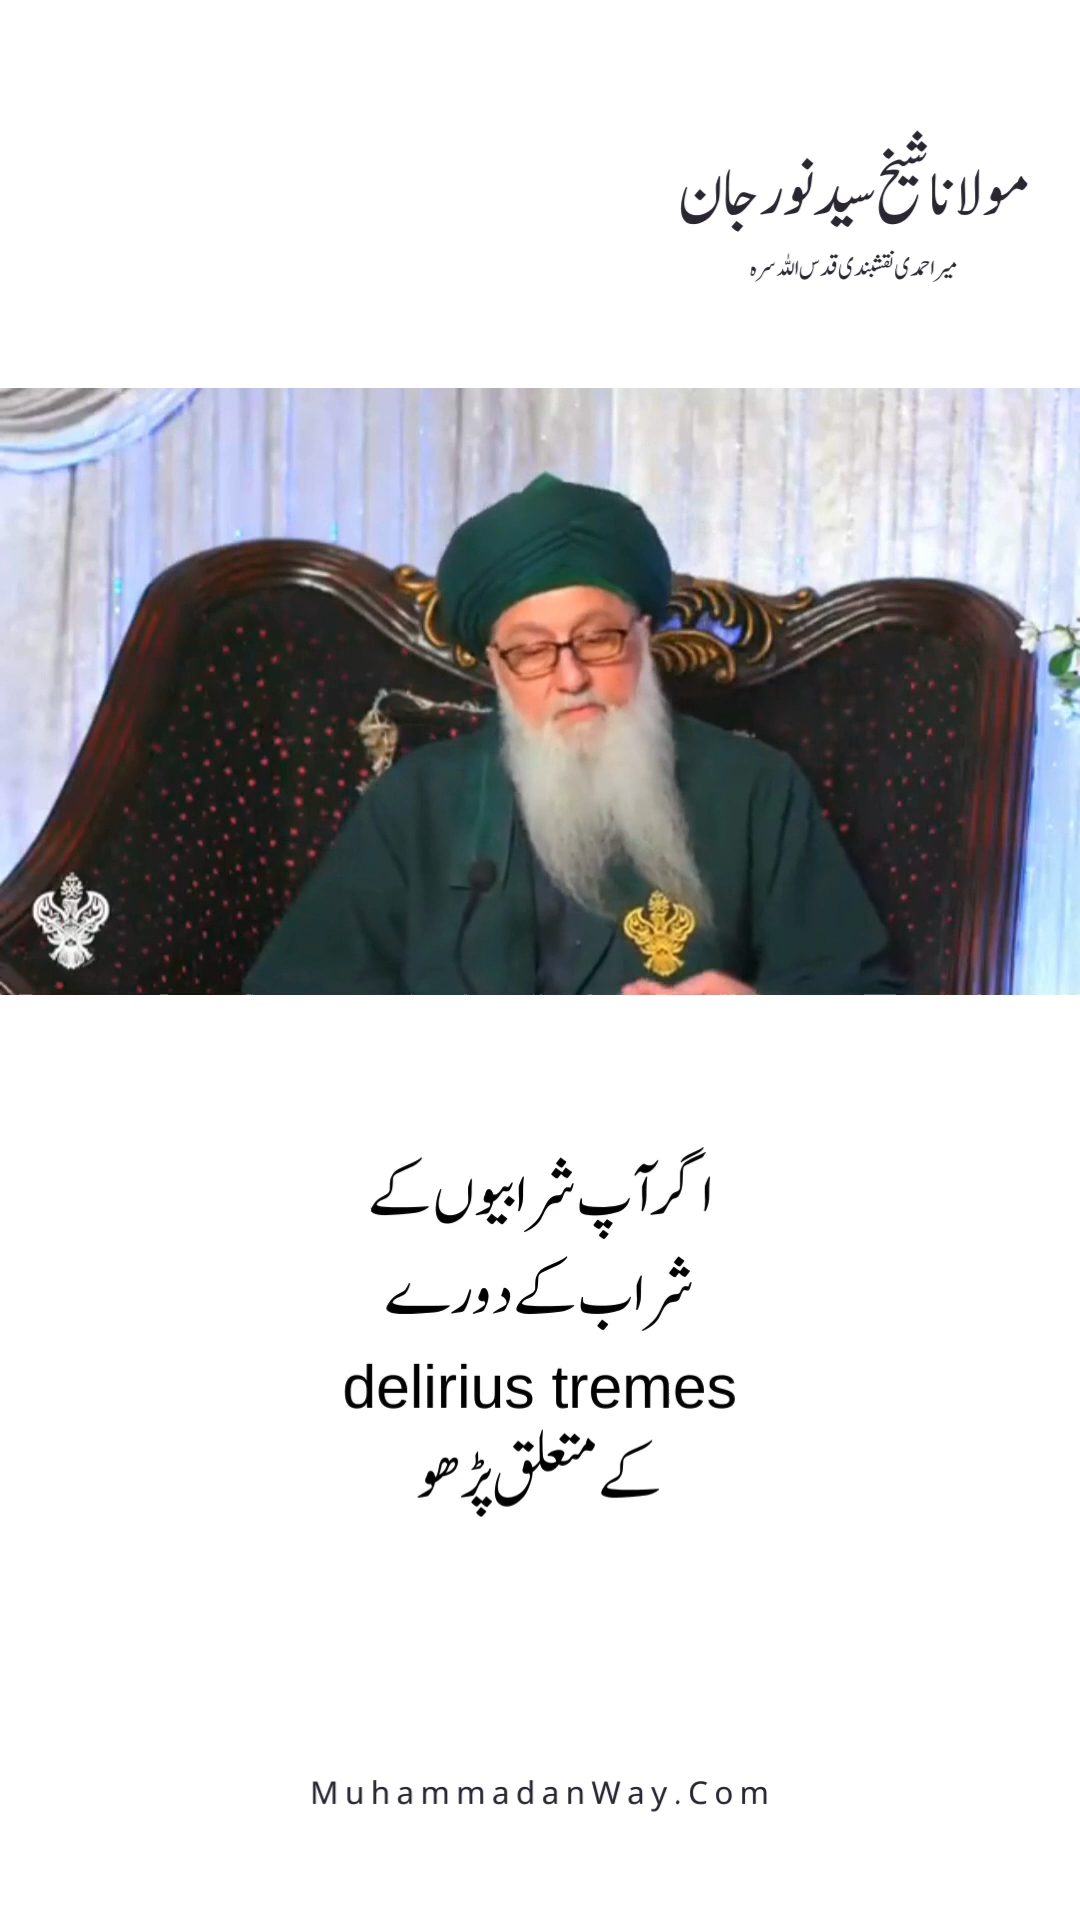 مولانا شیخ سید نور جان
میر احمدی نقشبندی قدس اللہ سرہ
اگر آپ شرابیوں کے
شراب کے دورے
delirius tremes
کے متعلق پڑھو
MuhammadanWay.Com